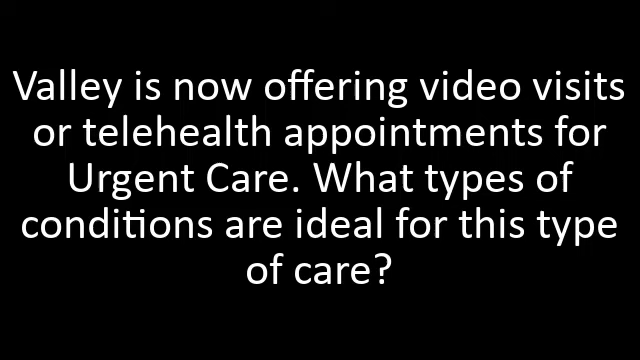 Valley is now offering video visits
or telehealth appointments for
Urgent Care. What types of
conditions are ideal for this type
of care?